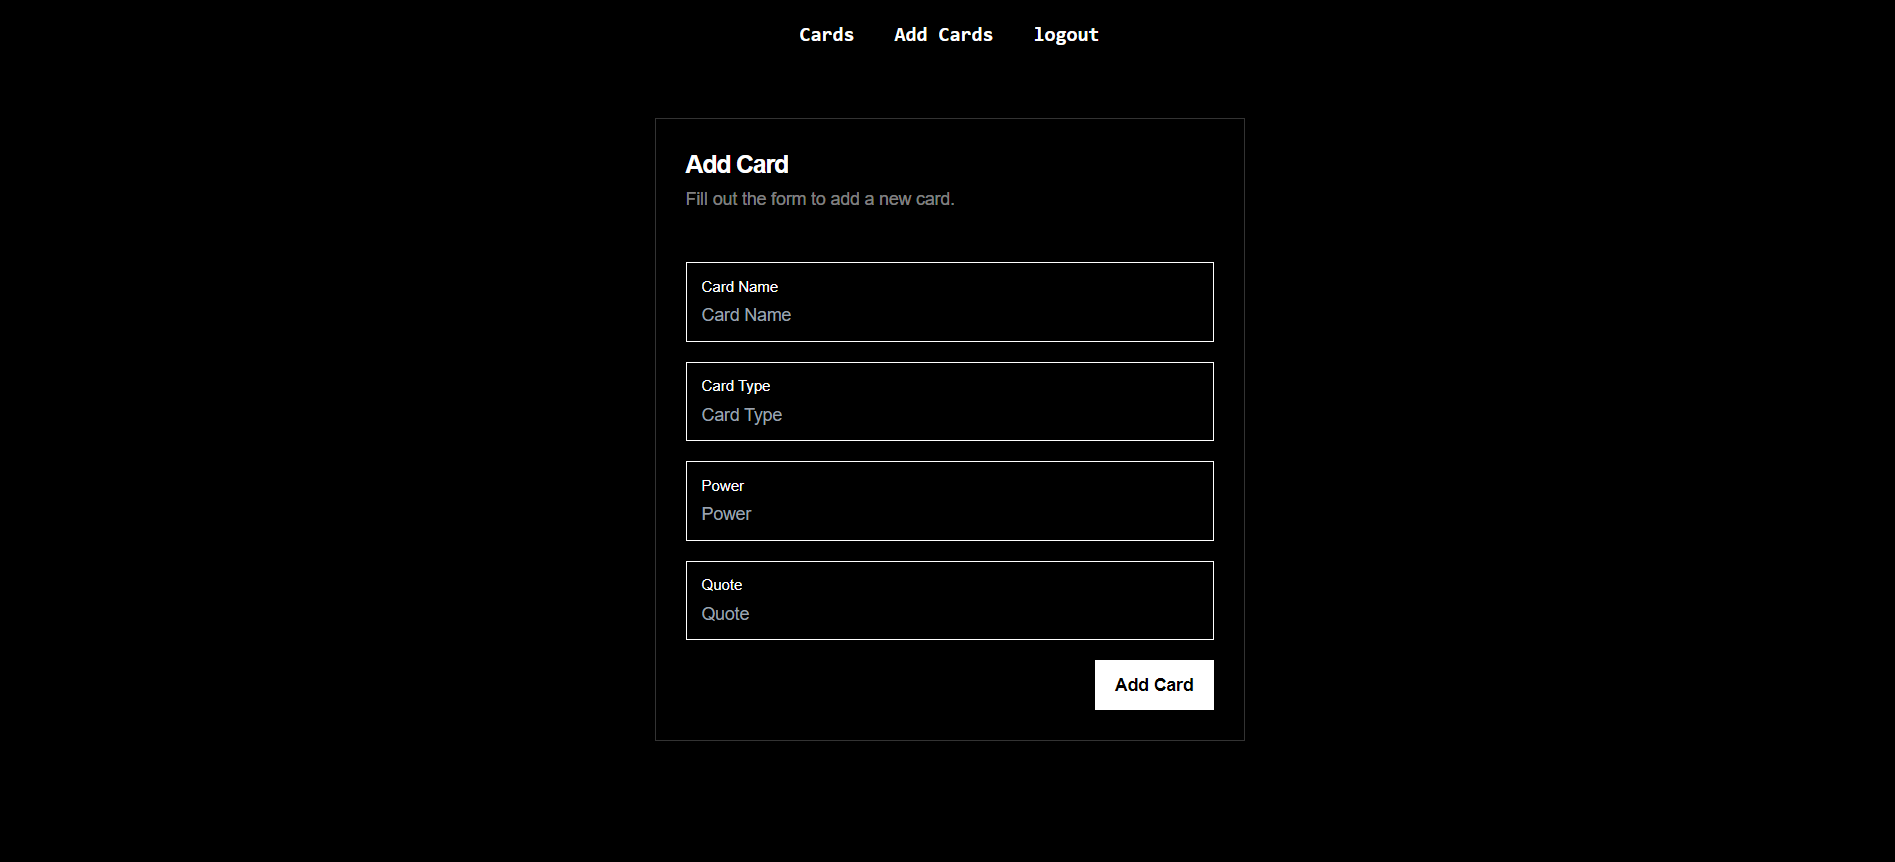 Cards Add Cards logout
Add Card
Fill out the form to add a new card.
Card Name
Card Name
Card Type
Card Type
Power
Power
Quote
Quote
Add Card